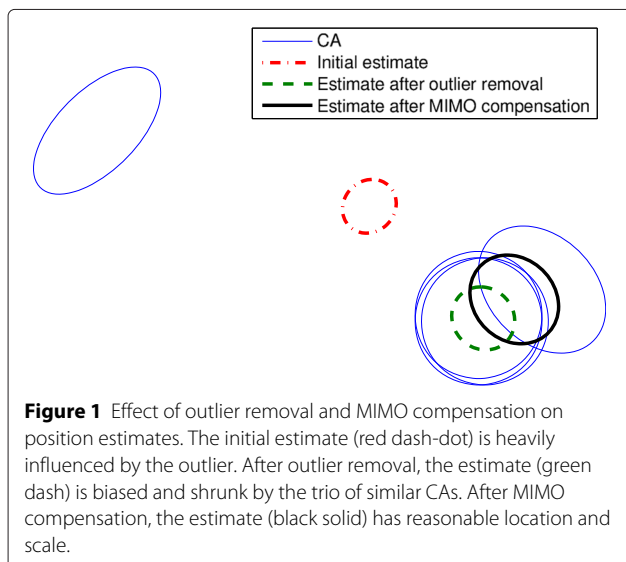 CA
Initial estimate
Estimate after outlier removal
Estimate after MIMO compensation
Figure 1 Effect of outlier removal and MIMO compensation on
position estimates. The initial estimate (red dash-dot) is heavily
influenced by the outlier. After outlier removal, the estimate (green
dash) is biased and shrunk by the trio of similar CAs. After MIMO
compensation, the estimate (black solid) has reasonable location and
scale.